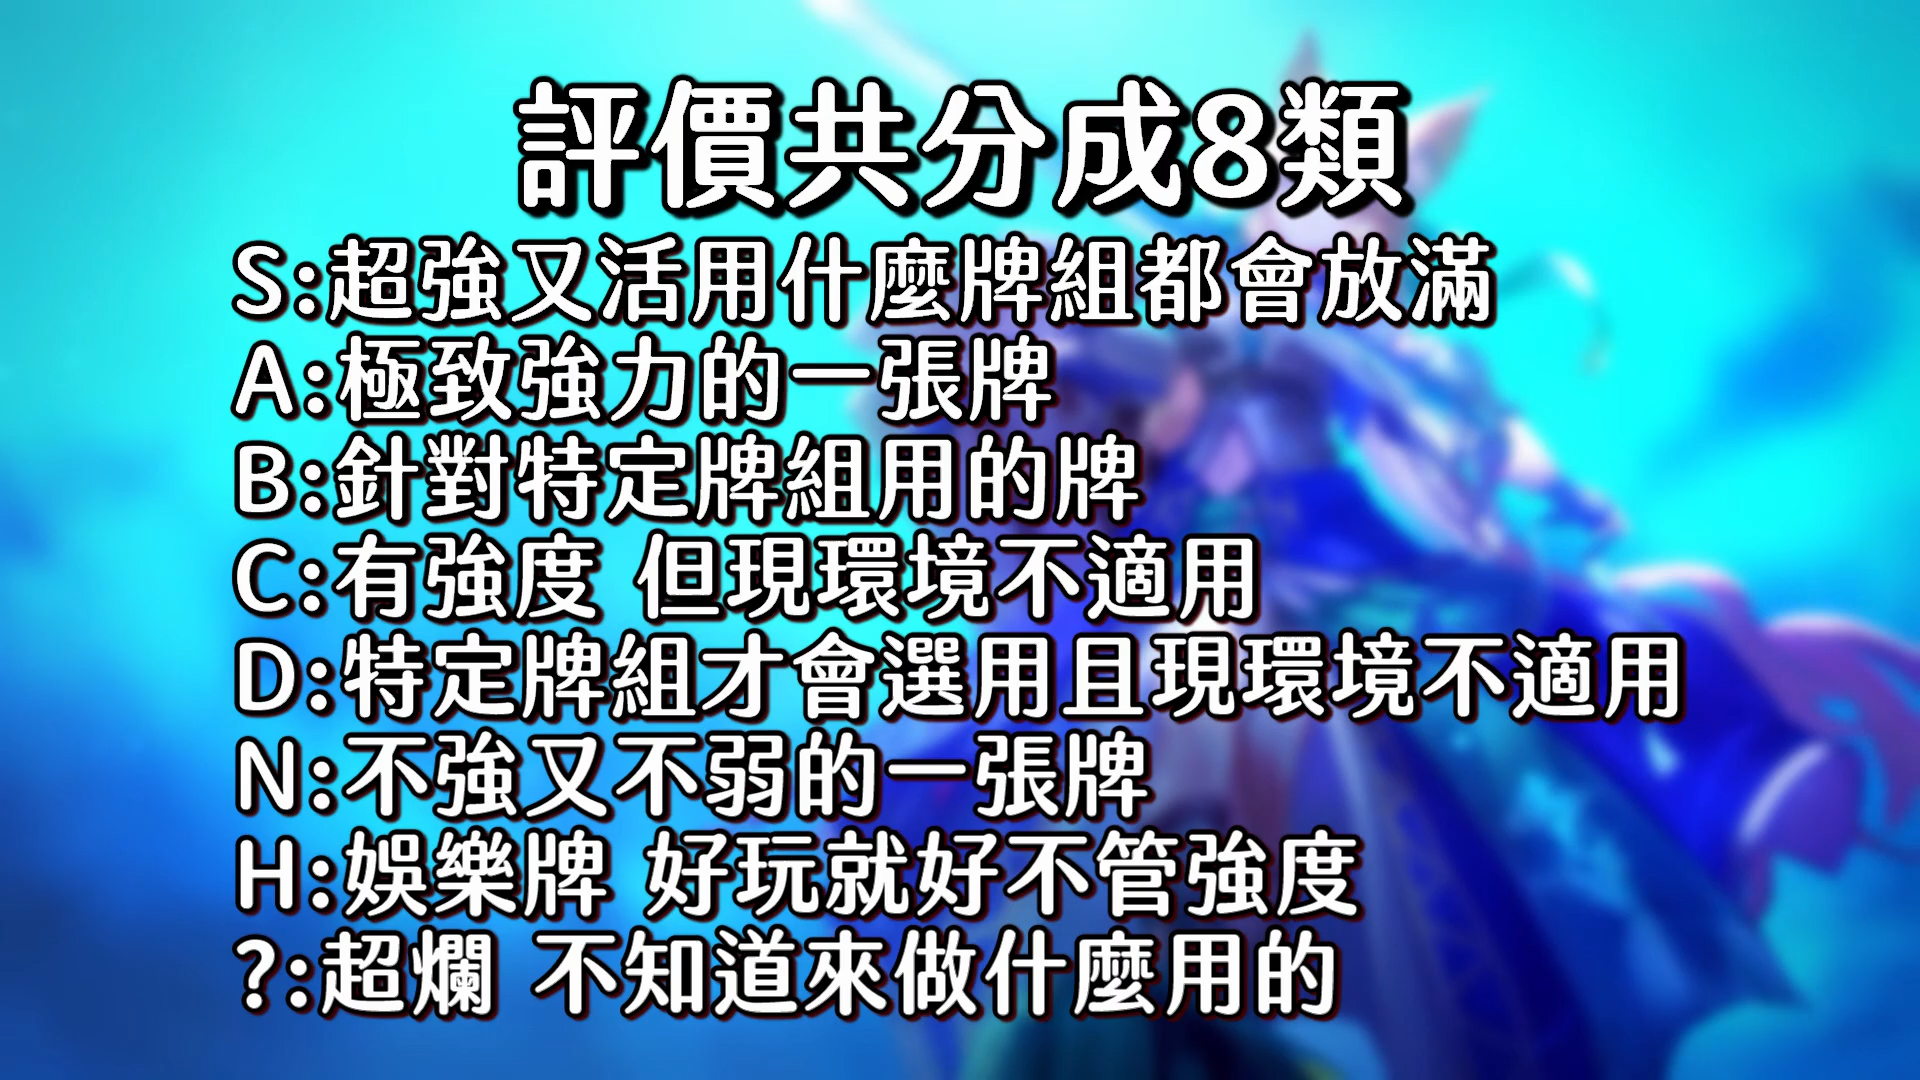 評價共分成8類
S:超強又活用什麼牌組都會放滿
A:極致強力的一張牌
B:針對特定牌組用的牌
C:有強度 但現環境不適用
D:特定牌組才會選用且現環境不適用
N:不強又不弱的一張牌
H:娛樂牌 好玩就好不管強度
?:超爛 不知道來做什麼用的